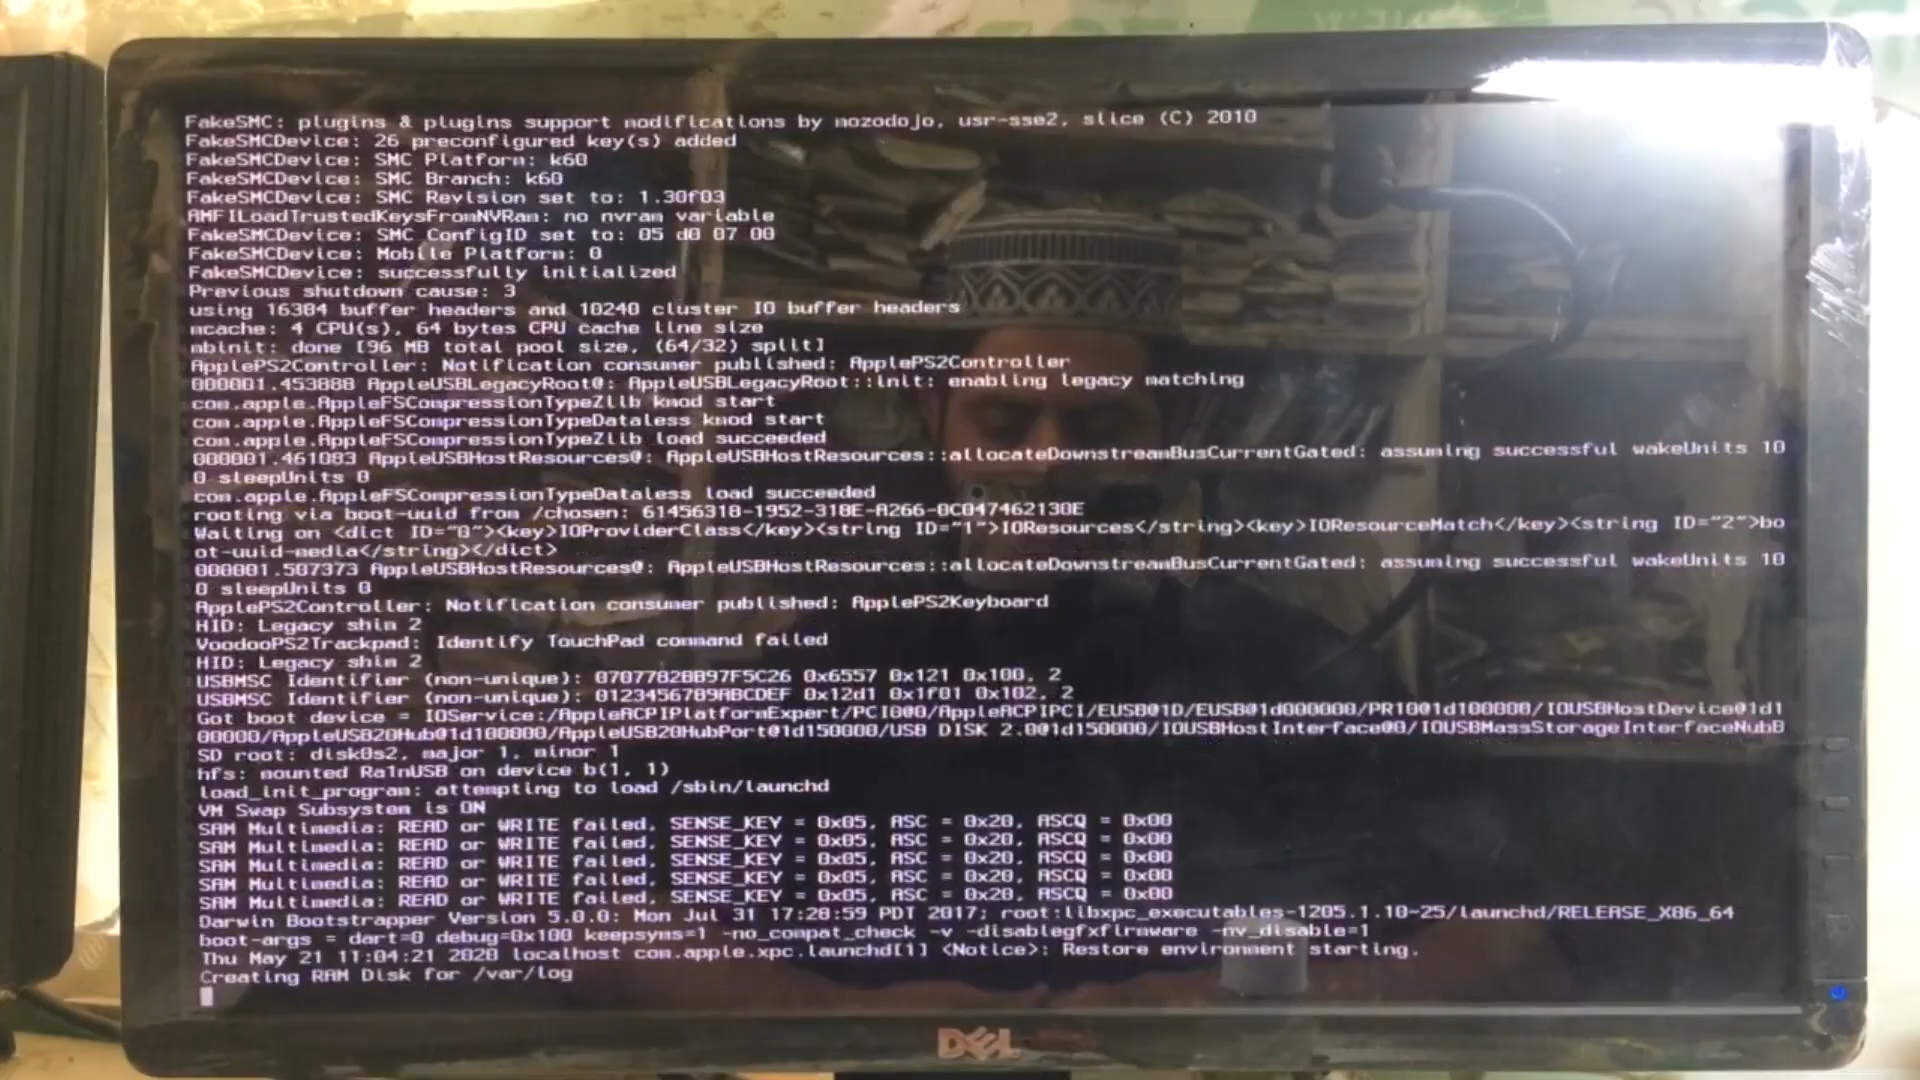 FakeSMC: plugins & plugins support modifications by mozodojo, usr-sse2, slice (C) 2010
FakeSMCDevice: 26 preconfigured key(s) added
FakeSMCDevice: SMC Platform: k60
FakeSMCDevice: SMC Branch: k60
FakeSMCDevice: SMC Revision set to: 1.30f03
AMFILoadTrustedKeysFromNVRam: no nvram variable
FakeSMCDevice: SMC ConfigID set to: 05 d0 07 00
FakeSMCDevice: Mobile Platform: 0
FakeSMCDevice: successfully initialized
Previous shutdown cause: 3
using 16384 buffer headers and 10240 cluster IO buffer headers
mcache: 4 CPU(s), 64 bytes CPU cache line size
mbinit: done [96 MB total pool size, (64/32) split]
ApplePS2Controller: Notification consumer published: ApplePS2Controller
000001.453888 AppleUSBLegacyRoot@: AppleUSBLegacyRoot::init: enabling legacy matching
com.apple.AppleFSCompressionTypeZlib kmod start
com.apple.AppleFSCompressionTypeDataless kmod start
com.apple.AppleFSCompressionTypeZlib load succeeded
000001.461083 AppleUSBHostResources@: AppleUSBHostResources::allocateDownstreamBusCurrentGated: assuming successful wakeUnits 10
0 sleepUnits 0
com.apple.AppleFSCompressionTypeDataless load succeeded
rooting via boot-uuid from /chosen: 61456318-1952-318E-A266-0C047462138E
Waiting on <dict ID="0"><key>IOProviderClass</key><string ID="1">IOResources</string><key>IOResourceMatch</key><string ID="2">bo
ot-uuid-media</string></dict>
000001.507373 AppleUSBHostResources@: AppleUSBHostResources::allocateDownstreamBusCurrentGated: assuming successful wakeUnits 10
0 sleepUnits 0
ApplePS2Controller: Notification consumer published: ApplePS2Keyboard
HID: Legacy shim 2
VoodooPS2Trackpad: Identify TouchPad command failed
HID: Legacy shim 2
USBMSC Identifier (non-unique): 0707782BB97F5C26 0x6557 0x121 0x100, 2
USBMSC Identifier (non-unique): 0123456789ABCDEF 0x12d1 0x1f01 0x102, 2
Got boot device = IOService:/AppleACPIPlatformExpert/PCI0@0/AppleACPIPCI/EUSB@1D/EUSB@1d000000/PR10@1d100000/IOUSBHostDevice@1d1
00000/AppleUSB20Hub@1d100000/AppleUSB20HubPort@1d150000/USB DISK 2.0@1d150000/IOUSBHostInterface@0/IOUSBMassStorageInterfaceNub@
SD root: disk0s2, major 1, minor 1
hfs: mounted Ra1nUSB on device b(1, 1)
load_init_program: attempting to load /sbin/launchd
VM Swap Subsystem is ON
SAM Multimedia: READ or WRITE failed, SENSE_KEY = 0x05, ASC = 0x20, ASCQ = 0x00
SAM Multimedia: READ or WRITE failed, SENSE_KEY = 0x05, ASC = 0x20, ASCQ = 0x00
SAM Multimedia: READ or WRITE failed, SENSE_KEY = 0x05, ASC = 0x20, ASCQ = 0x00
SAM Multimedia: READ or WRITE failed, SENSE_KEY = 0x05, ASC = 0x20, ASCQ = 0x00
SAM Multimedia: READ or WRITE failed, SENSE_KEY = 0x05, ASC = 0x20, ASCQ = 0x00
Darwin Bootstrapper Version 5.0.0: Mon Jul 31 17:28:59 PDT 2017; root:libxpc_executables-1205.1.10~25/launchd/RELEASE_X86_64
boot-args = dart=0 debug=0x100 keepsyms=1 -no_compat_check -v -disablegfxfirmware -nv_disable=1
Thu May 21 11:04:21 2020 localhost com.apple.xpc.launchd[1] <Notice>: Restore environment starting.
Creating RAM Disk for /var/log
DELL